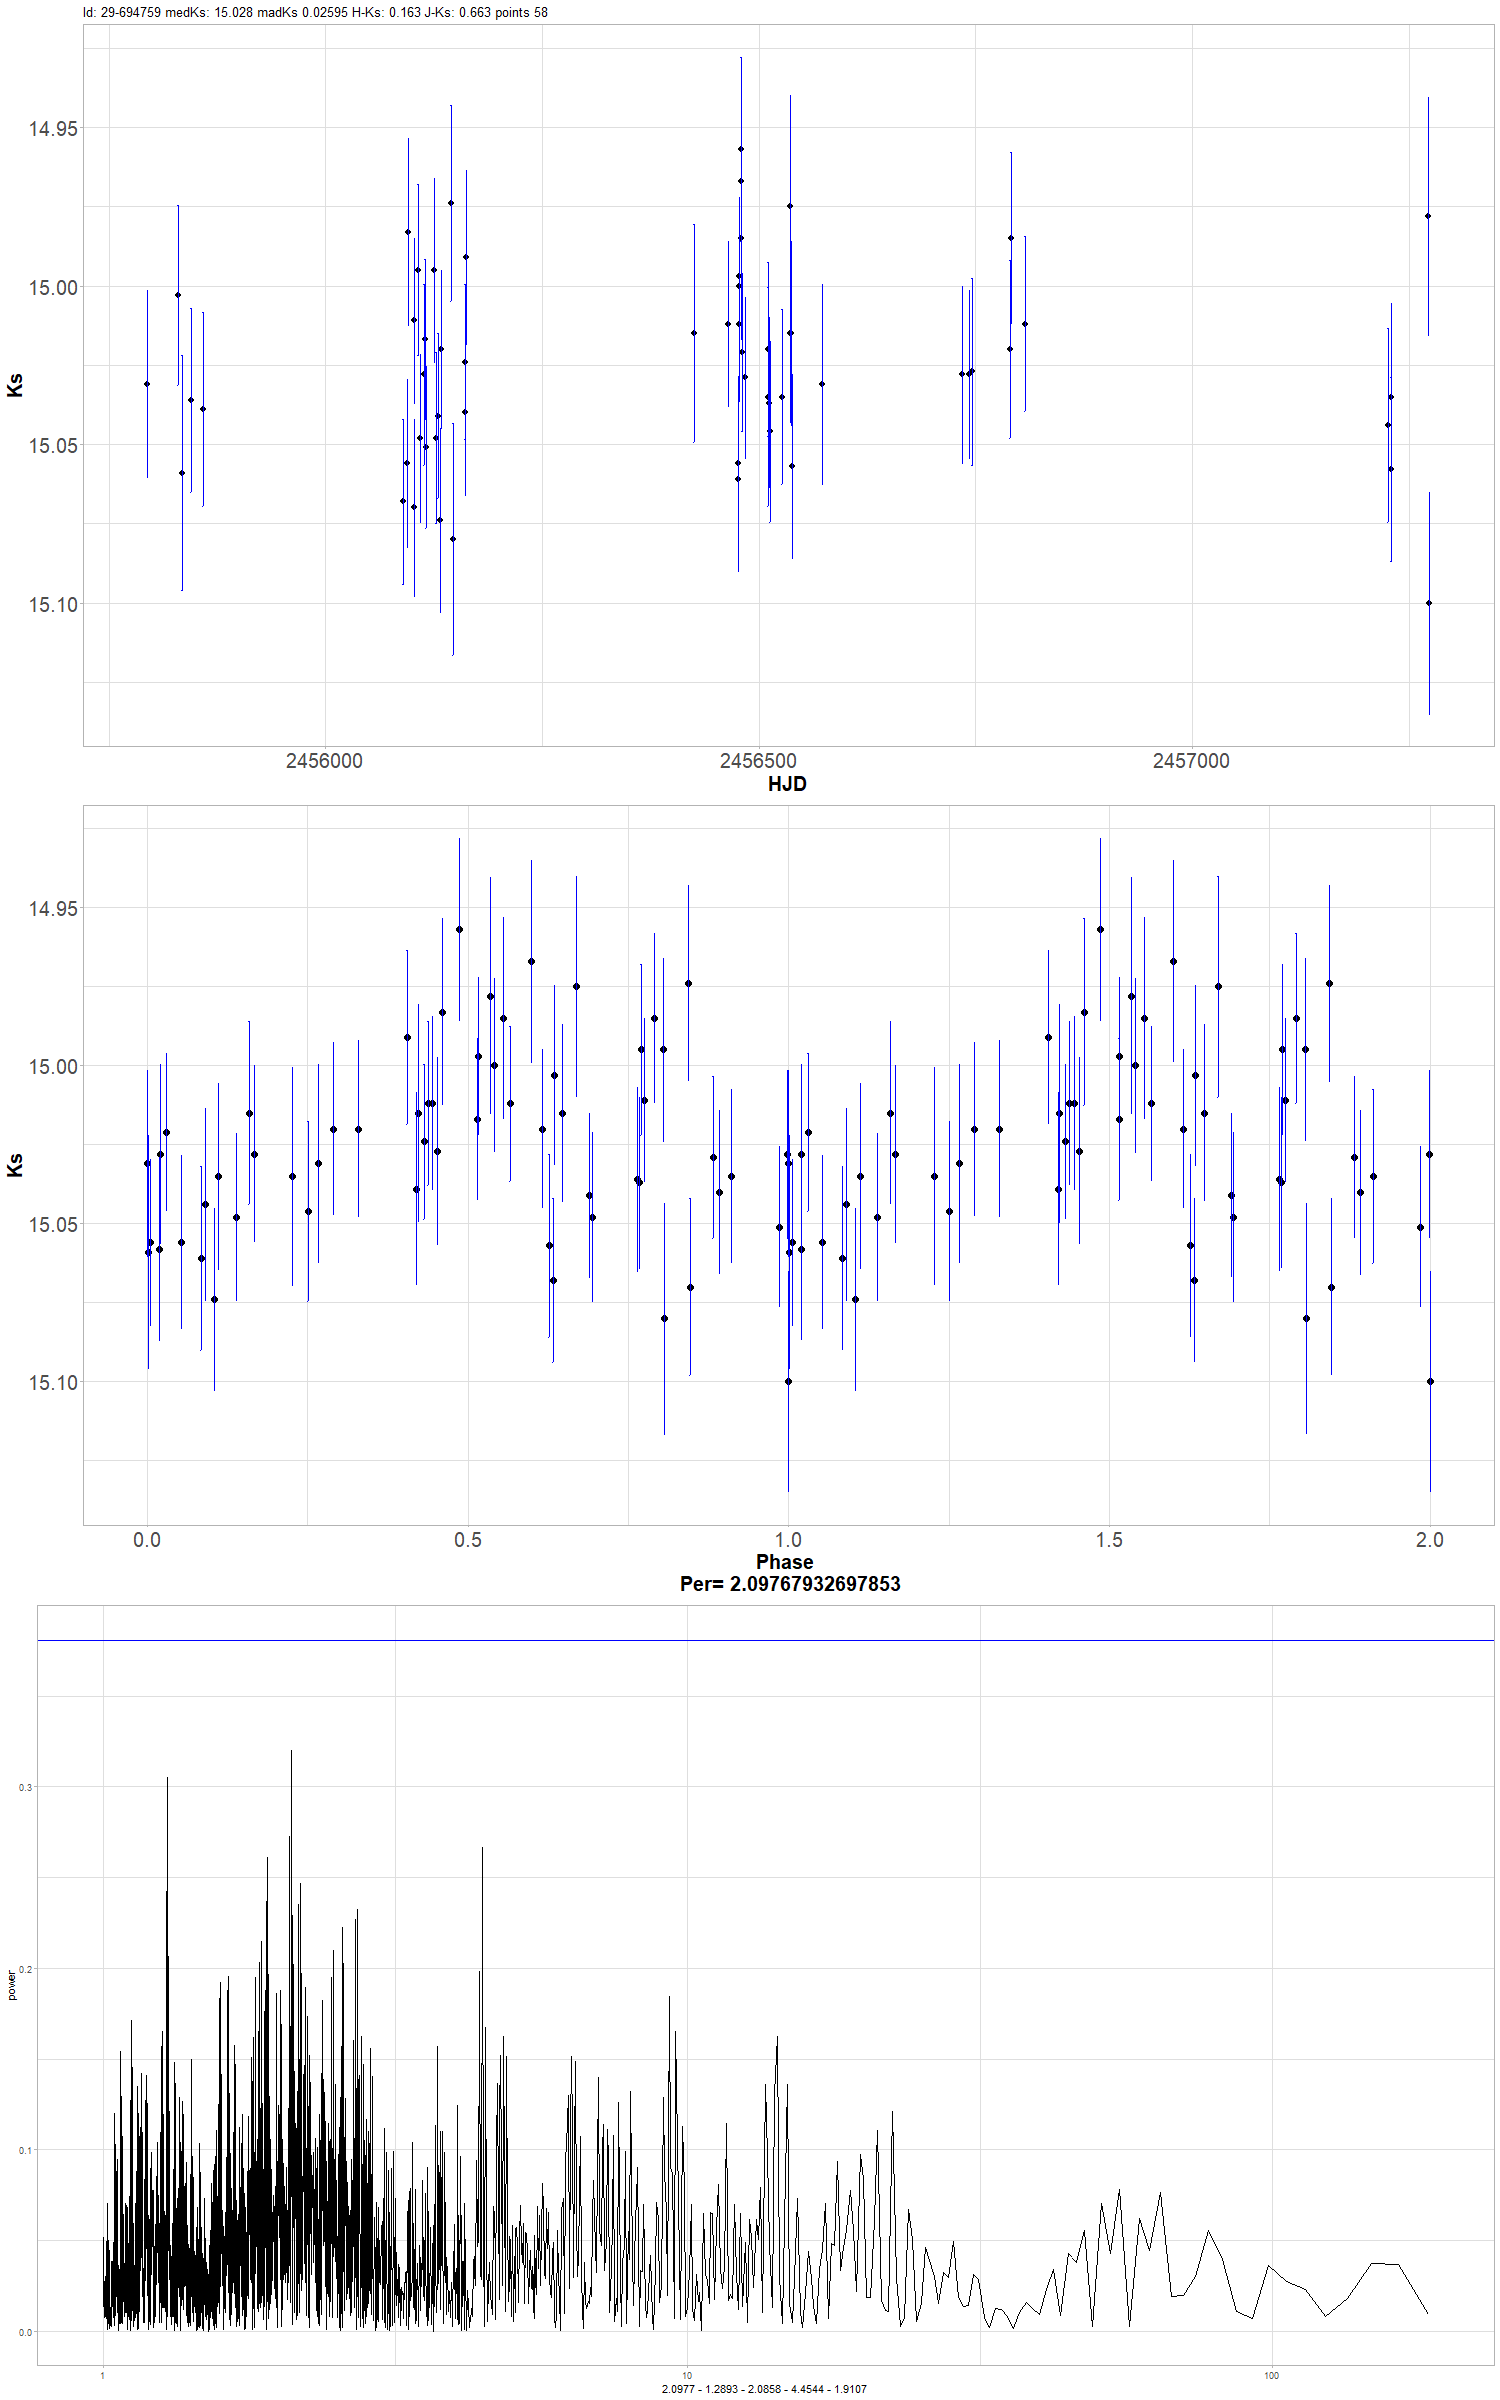 Id: 29-694759 medKs: 15.028 madKs 0.02595 H-Ks: 0.163 J-Ks: 0.663 points 58
14.95
15.00
15.05
15.10
Ks
2456000 2456500 2457000
HJD
14.95
15.00
15.05
15.10
Ks
0.0 0.5 1.0 1.5 2.0
Phase
Per= 2.09767932697853
0.3
0.2
0.1
0.0
power
1 10 100
2.0977 - 1.2893 - 2.0858 - 4.4544 - 1.9107